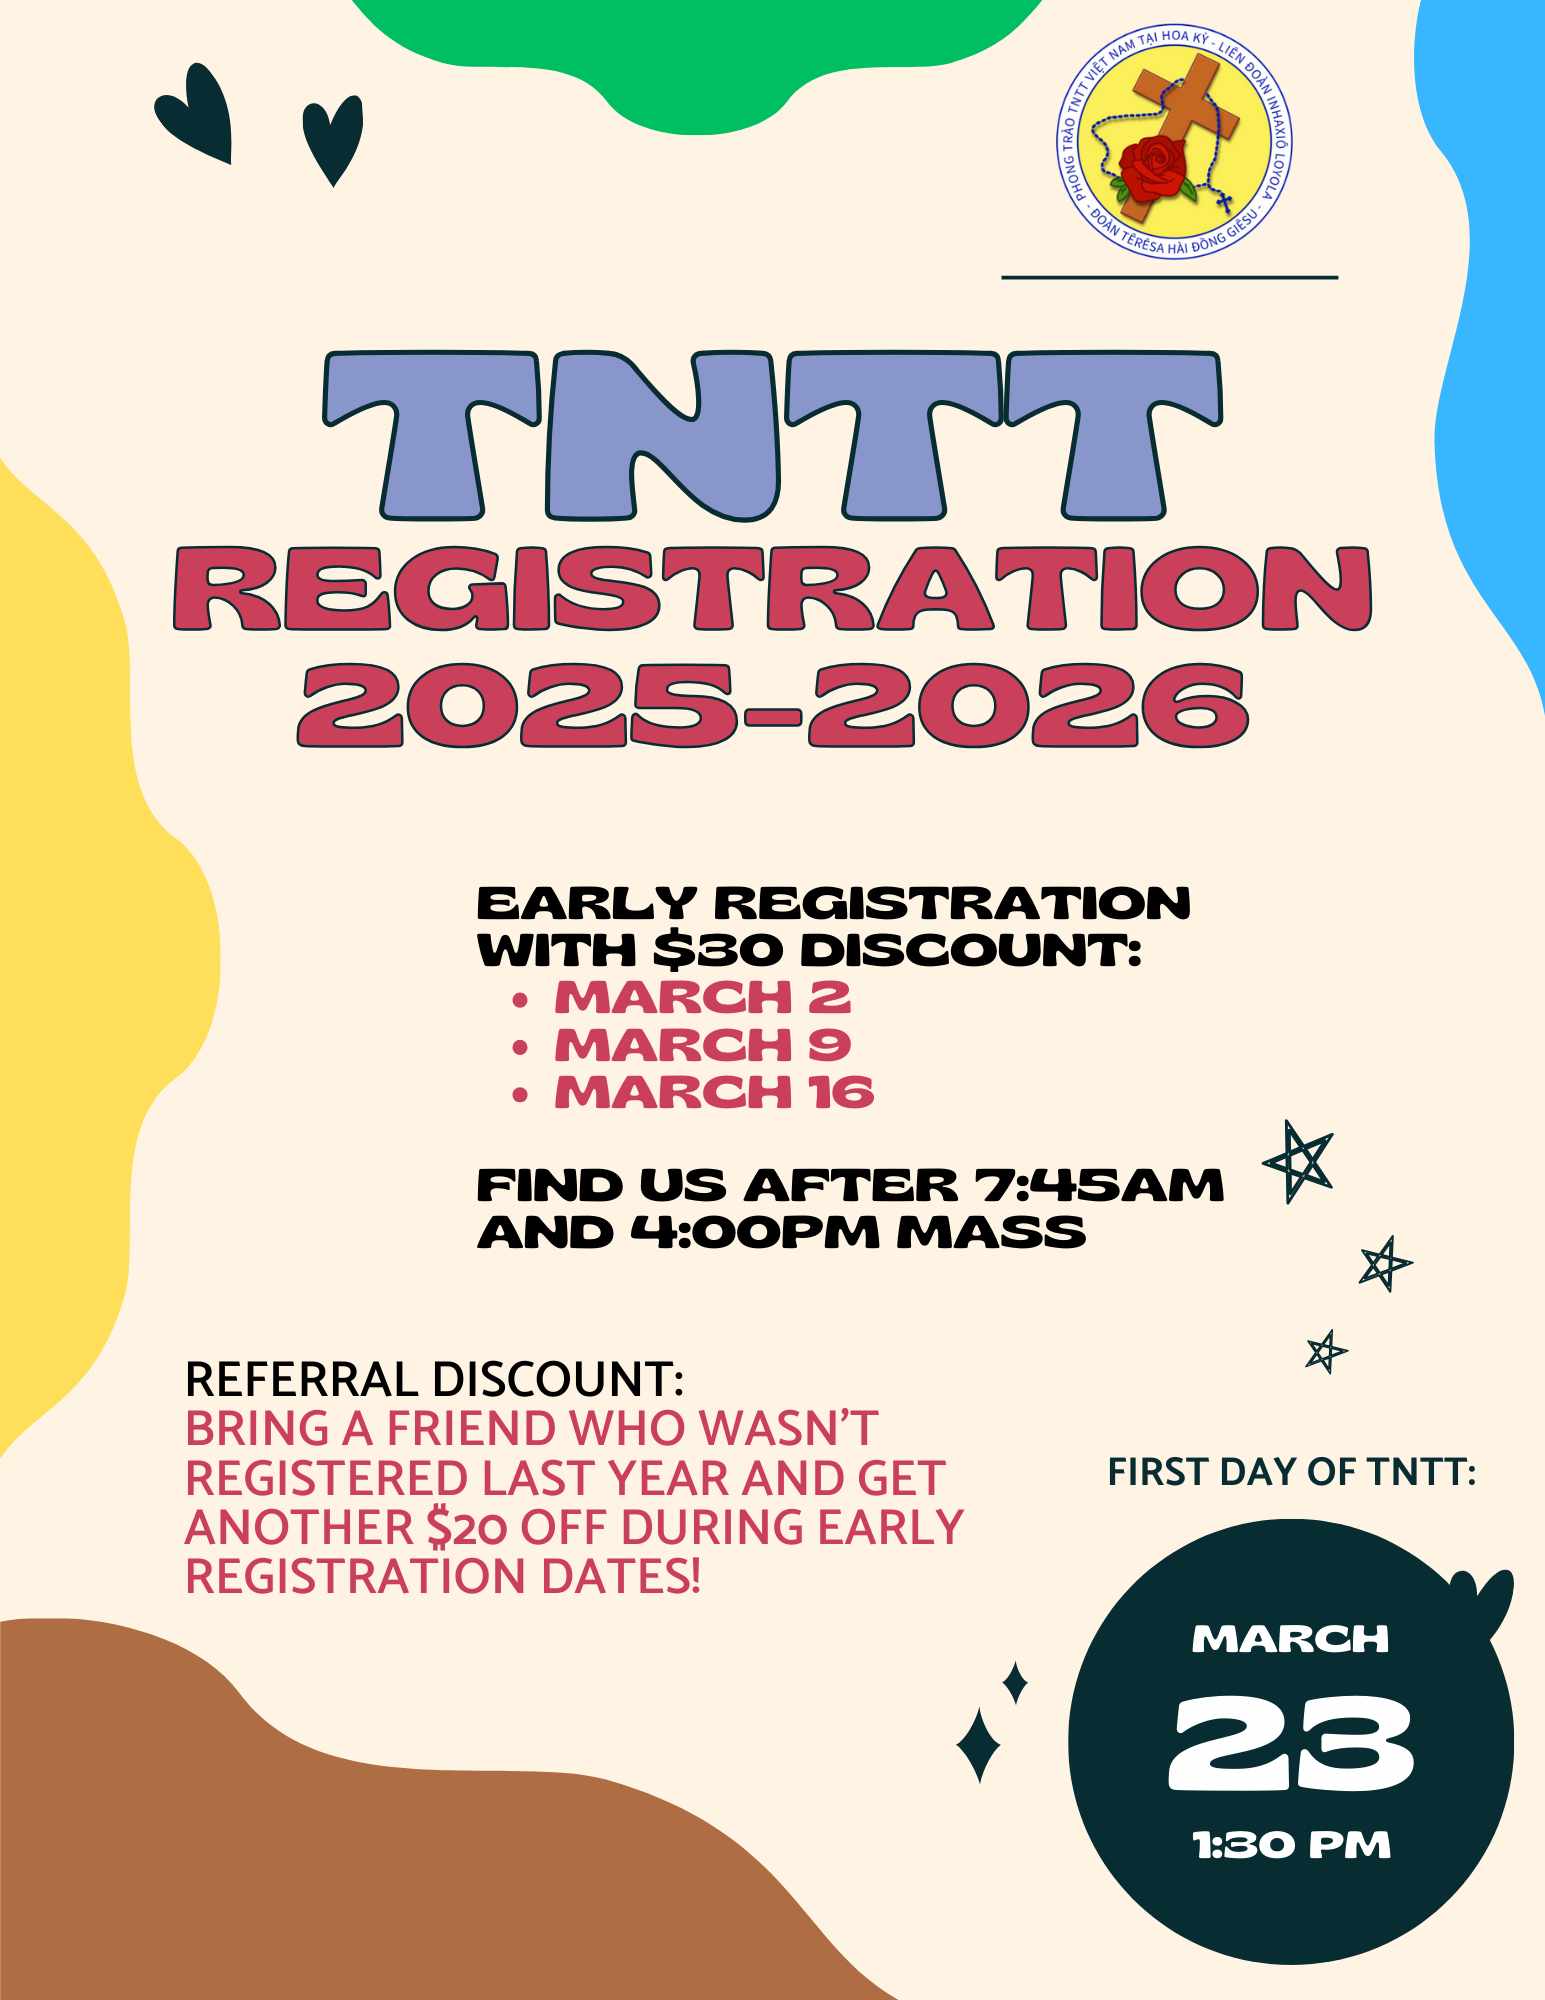 PHONG TRÀO TNTT VIỆT NAM TẠI HOA KỲ - LIÊN ĐOÀN INHAXIÔ LOYOLA
- ĐOÀN TÊRÊSA HÀI ĐỒNG GIÊSU -
TNTT
REGISTRATION
2025-2026
EARLY REGISTRATION
WITH $30 DISCOUNT:
• MARCH 2
• MARCH 9
• MARCH 16
FIND US AFTER 7:45AM
AND 4:00PM MASS
REFERRAL DISCOUNT:
BRING A FRIEND WHO WASN'T
REGISTERED LAST YEAR AND GET
ANOTHER $20 OFF DURING EARLY
REGISTRATION DATES!
FIRST DAY OF TNTT:
MARCH
23
1:30 PM